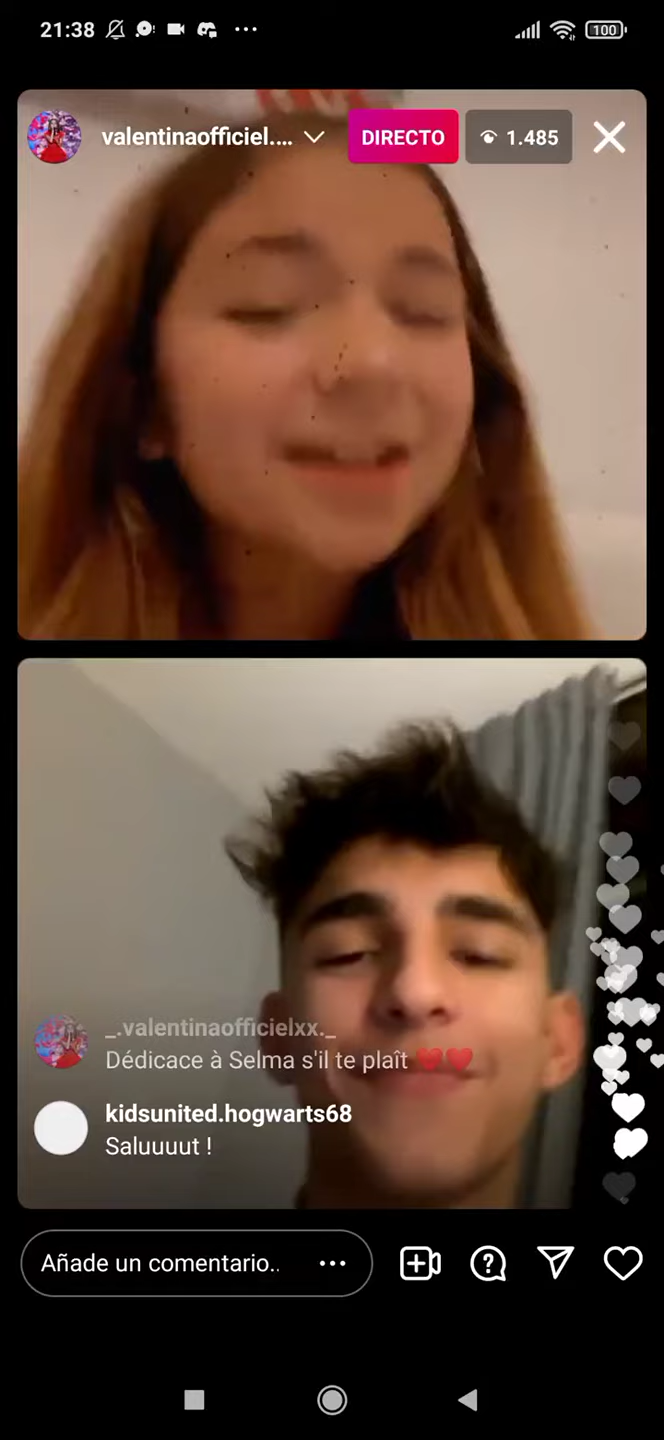 21:38
100
valentinaofficiel....
DIRECTO
1.485
_.valentinaofficielxx._
Dédicace à Selma s'il te plaît ❤️❤️
kidsunited.hogwarts68
Saluuuut !
Añade un comentario..